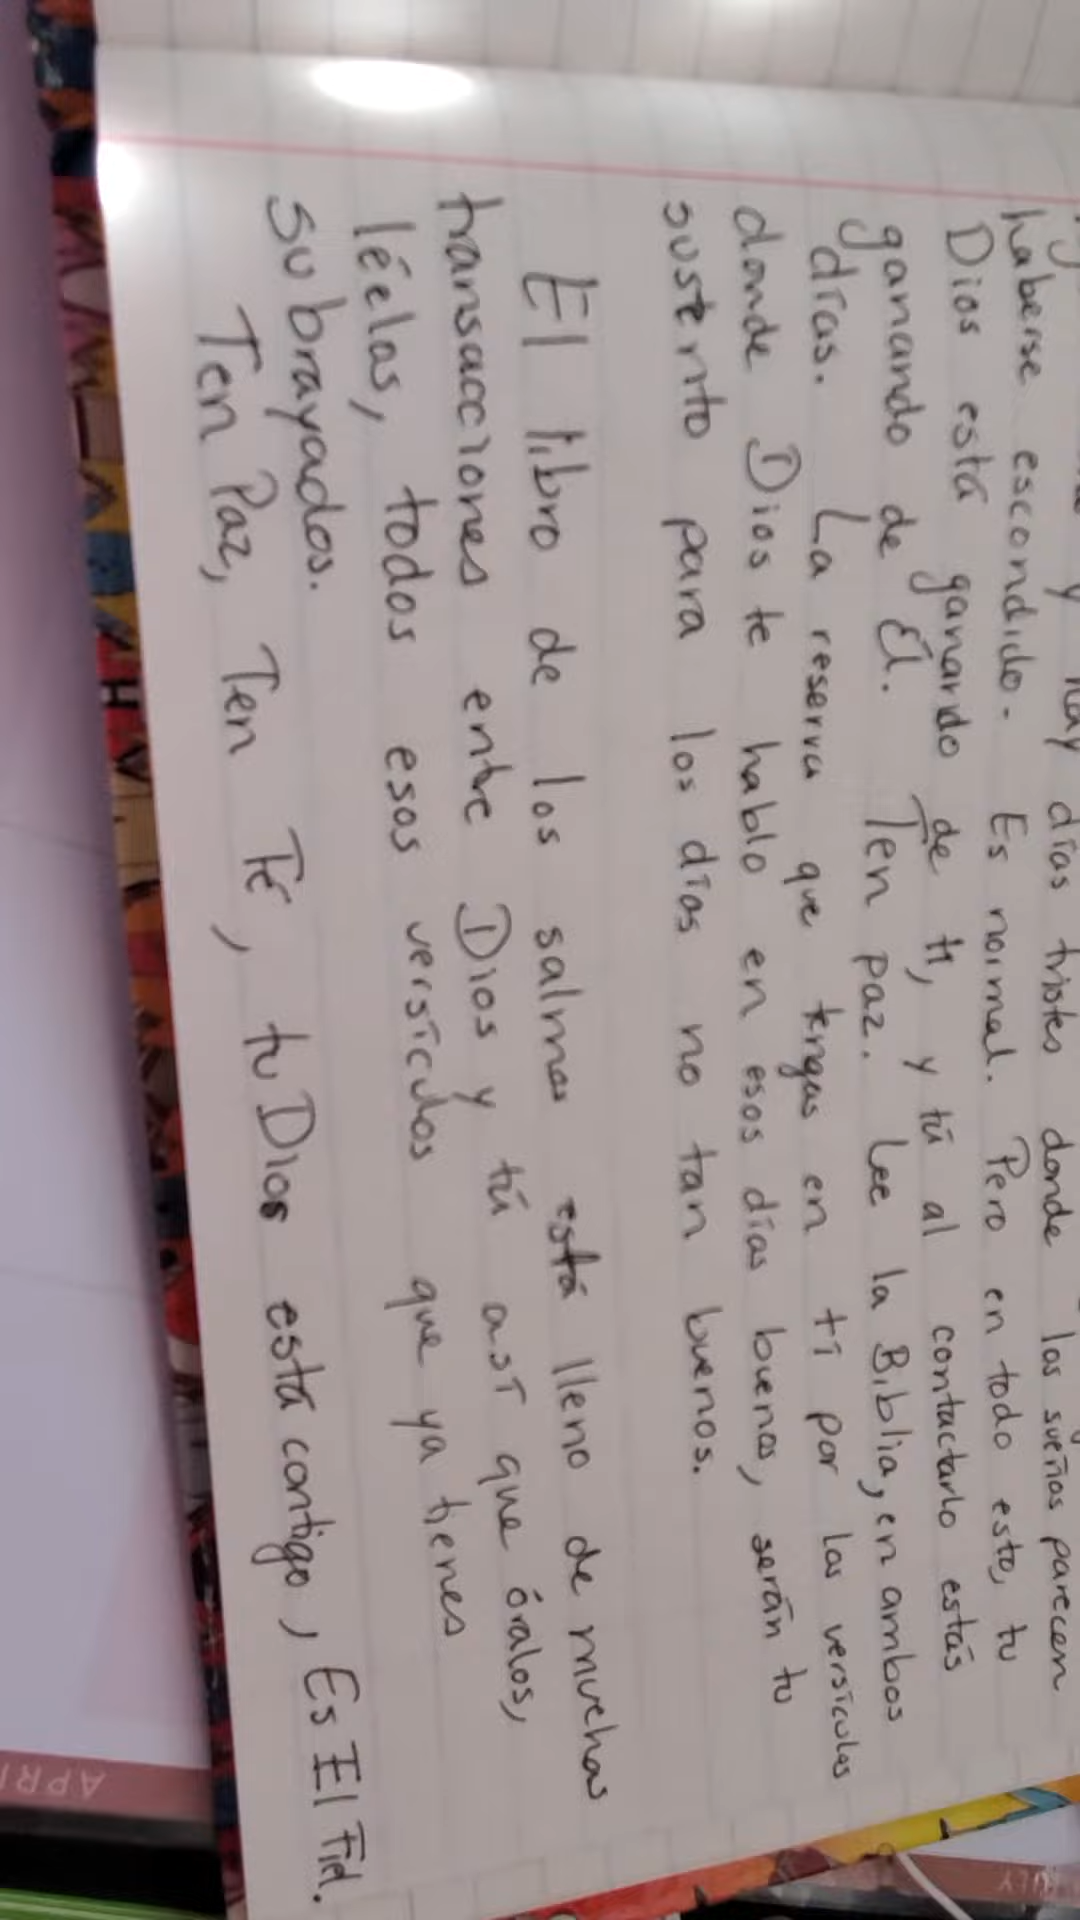 y hay días tristes donde los sueños parecen
haberse escondido. Es normal. Pero en todo esto, tu
Dios está ganando de ti, y tú al contactarlo estás
ganando de Él. Ten paz. Lee la Biblia, en ambos
días. La reserva que tengas en ti por los versículos
donde Dios te hablo en esos días buenos, serán tu
sustento para los días no tan buenos.
El libro de los salmos está lleno de muchas
transacciones entre Dios y tú así que óralos,
léelos, todos esos versículos que ya tienes
subrayados.
Ten Paz, Ten Fé, tu Dios está contigo, Es El Fiel.